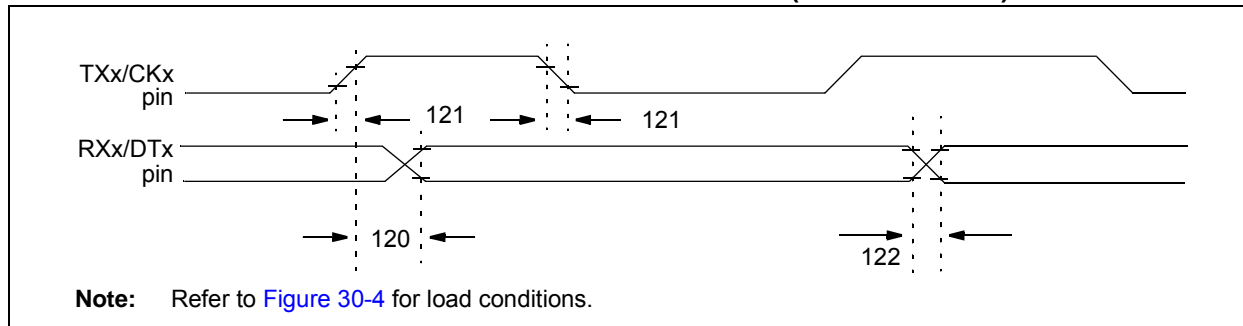 TXx/CKx
pin
121
121
RXx/DTx
pin
120
122
Note: Refer to Figure 30-4 for load conditions.